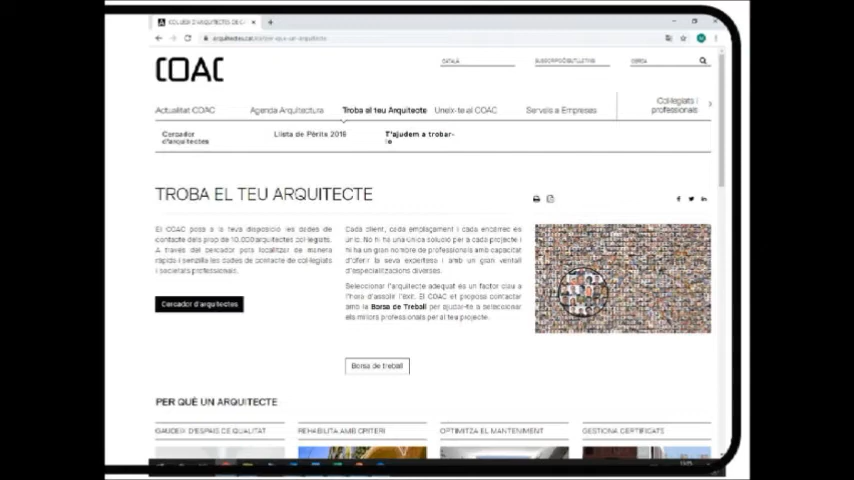 COAC
CATALÀ
CERCA
Actualitat COAC
Agenda Arquitectura
Troba el teu Arquitecte
Uneix-te al COAC
Serveis a Empreses
Col·legiats i
professionals
Cercador
d'arquitectes
Llista de Pèrits 2018
T'ajudem a trobar-
lo
TROBA EL TEU ARQUITECTE
El COAC posa a la teva disposició les dades de
contacte dels prop de 10.000 arquitectes col·legiats.
A través del cercador pots localitzar de manera
ràpida i senzilla les dades de contacte de col·legiats
i societats professionals.
Cercador d'arquitectes
Cada client, cada emplaçament i cada encàrrec és
únic. No hi ha una única solució per a cada projecte i
hi ha un gran nombre de professionals amb capacitat
d'oferir la seva expertesa i amb un gran ventall
d'especialitzacions diverses.
Seleccionar l'arquitecte adequat és un factor clau a
l'hora d'assolir l'èxit. El COAC et proposa contactar
amb la Borsa de Treball per ajudar-te a seleccionar
els millors professionals per al teu projecte.
Borsa de treball
PER QUÈ UN ARQUITECTE
GAUDEIX D'ESPAIS DE QUALITAT
REHABILITA AMB CRITERI
OPTIMITZA EL MANTENIMENT
GESTIONA CERTIFICATS